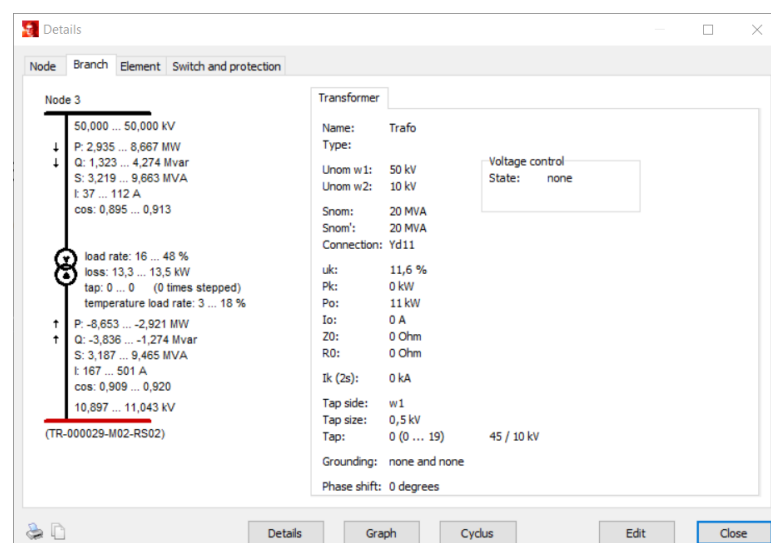 Details
Node Branch Element Switch and protection
Node 3
50,000 ... 50,000 kV
↓ P: 2,935 ... 8,667 MW
↓ Q: 1,323 ... 4,274 Mvar
S: 3,219 ... 9,663 MVA
I: 37 ... 112 A
cos: 0,895 ... 0,913
load rate: 16 ... 48 %
loss: 13,3 ... 13,5 kW
tap: 0 ... 0 (0 times stepped)
temperature load rate: 3 ... 18 %
↑ P: -8,653 ... -2,921 MW
↑ Q: -3,836 ... -1,274 Mvar
S: 3,187 ... 9,465 MVA
I: 167 ... 501 A
cos: 0,909 ... 0,920
10,897 ... 11,043 kV
(TR-000029-M02-RS02)
Transformer
Name: Trafo
Type:
Unom w1: 50 kV
Unom w2: 10 kV
Snom: 20 MVA
Snom': 20 MVA
Connection: Yd11
uk: 11,6 %
Pk: 0 kW
Po: 11 kW
Io: 0 A
Z0: 0 Ohm
R0: 0 Ohm
Ik (2s): 0 kA
Tap side: w1
Tap size: 0,5 kV
Tap: 0 (0 ... 19) 45 / 10 kV
Grounding: none and none
Phase shift: 0 degrees
Voltage control
State: none
Details Graph Cyclus Edit Close